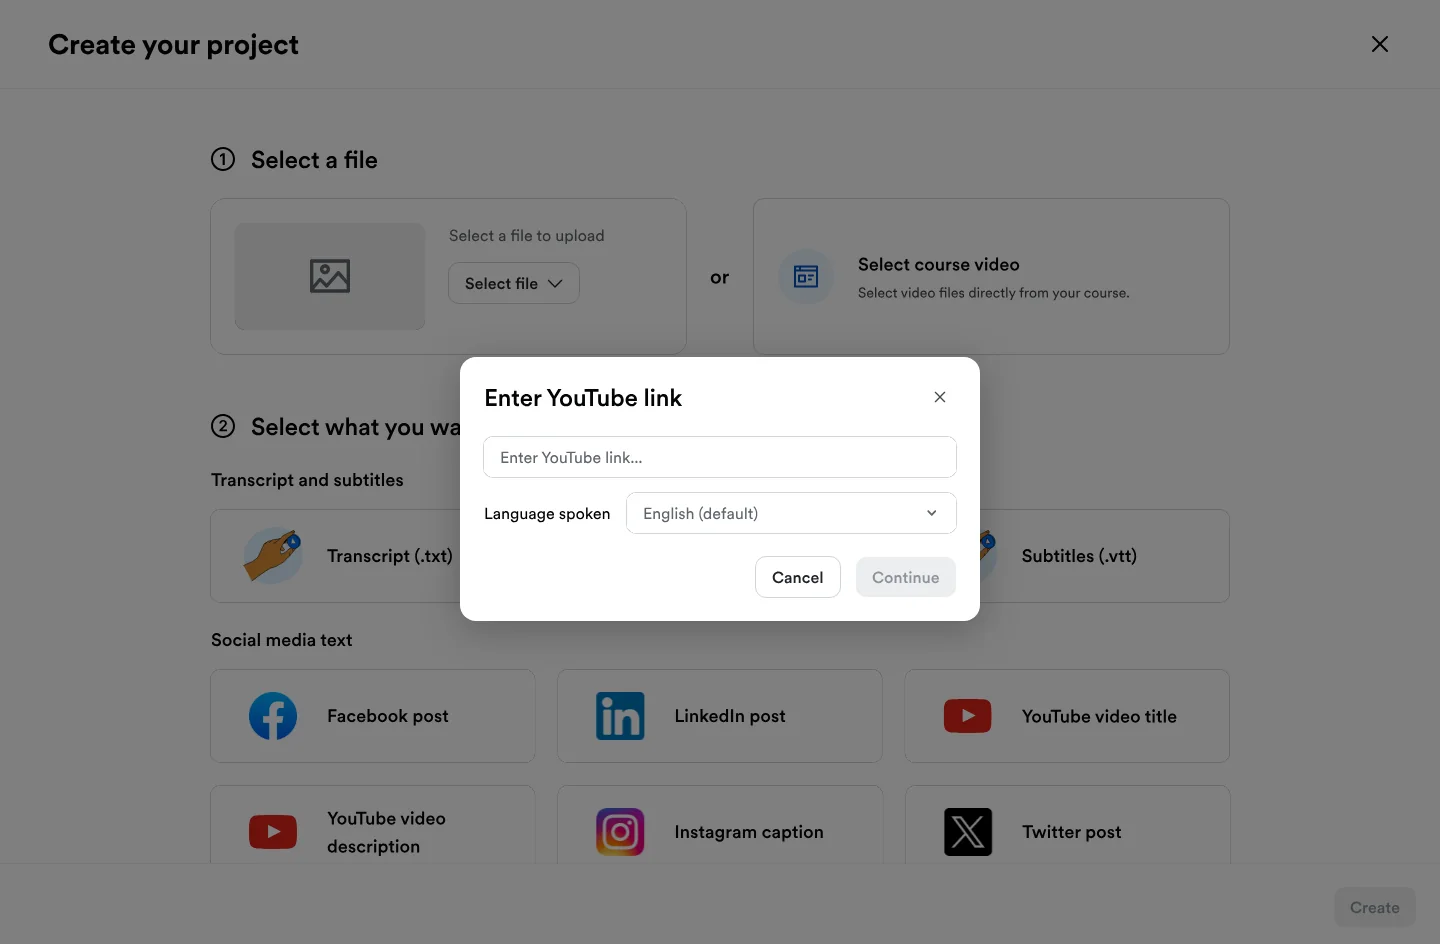 Create your project
1 Select a file
Select a file to upload
Select file
or
Select course video
Select video files directly from your course.
Enter YouTube link
Enter YouTube link...
Language spoken English (default)
Cancel Continue
2 Select what you wa
Transcript and subtitles
Transcript (.txt)
Subtitles (.vtt)
Social media text
Facebook post
LinkedIn post
YouTube video title
YouTube video
description
Instagram caption
Twitter post
Create